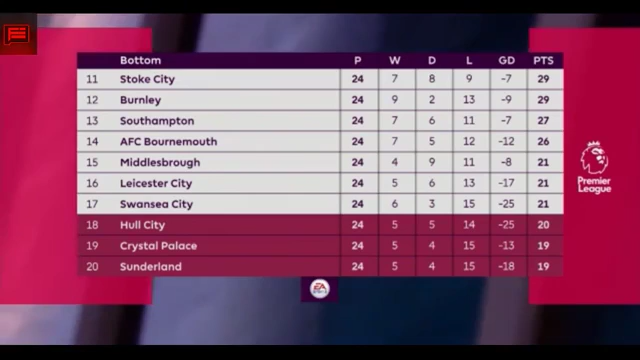 Bottom P W D L GD PTS
11 Stoke City 24 7 8 9 -7 29
12 Burnley 24 9 2 13 -9 29
13 Southampton 24 7 6 11 -7 27
14 AFC Bournemouth 24 7 5 12 -12 26
15 Middlesbrough 24 4 9 11 -8 21
16 Leicester City 24 5 6 13 -17 21
17 Swansea City 24 6 3 15 -25 21
18 Hull City 24 5 5 14 -25 20
19 Crystal Palace 24 5 4 15 -13 19
20 Sunderland 24 5 4 15 -18 19
Premier
League
EA